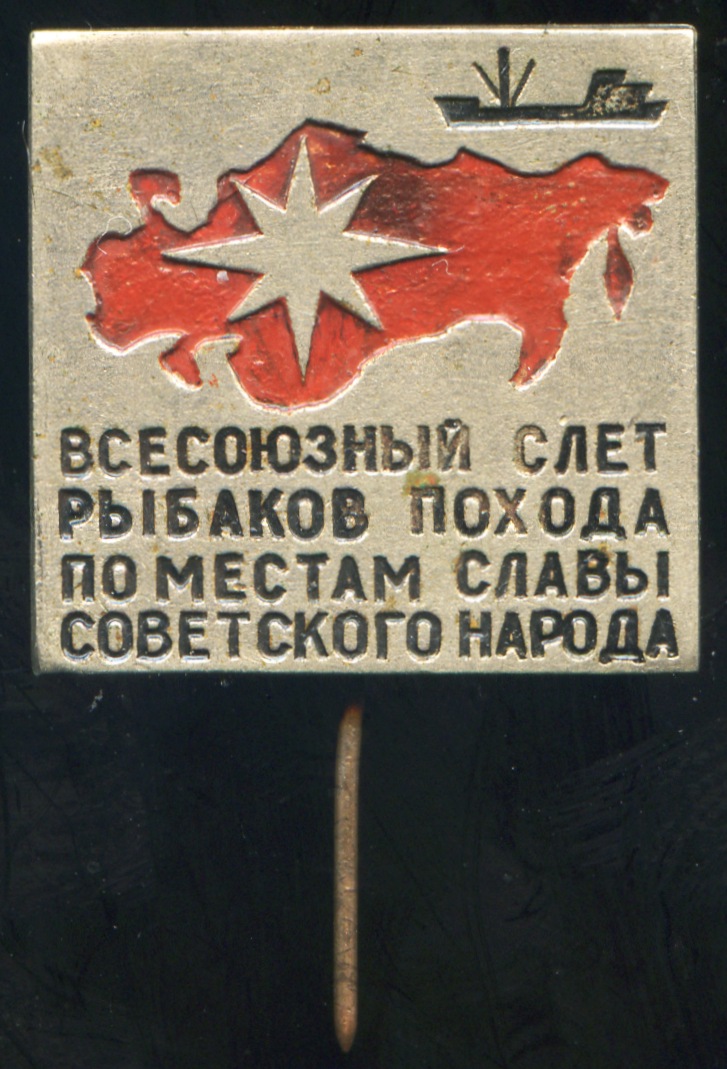 ВСЕСОЮЗНЫЙ СЛЕТ
РЫБАКОВ ПОХОДА
ПО МЕСТАМ СЛАВЫ
СОВЕТСКОГО НАРОДА